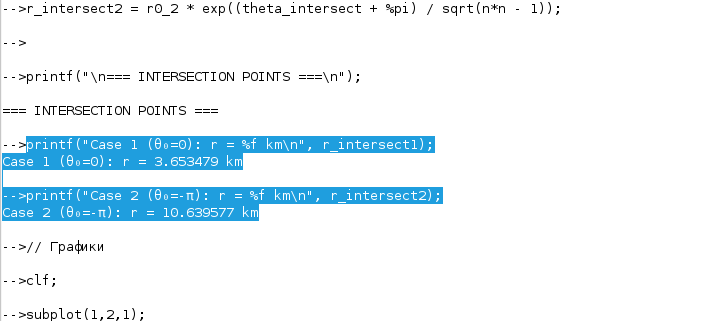 -->r_intersect2 = r0_2 * exp((theta_intersect + %pi) / sqrt(n*n - 1));
-->
-->printf("\n=== INTERSECTION POINTS ===\n");
=== INTERSECTION POINTS ===
-->printf("Case 1 (θ₀=0): r = %f km\n", r_intersect1);
Case 1 (θ₀=0): r = 3.653479 km
-->printf("Case 2 (θ₀=-π): r = %f km\n", r_intersect2);
Case 2 (θ₀=-π): r = 10.639577 km
-->// Графики
-->clf;
-->subplot(1,2,1);